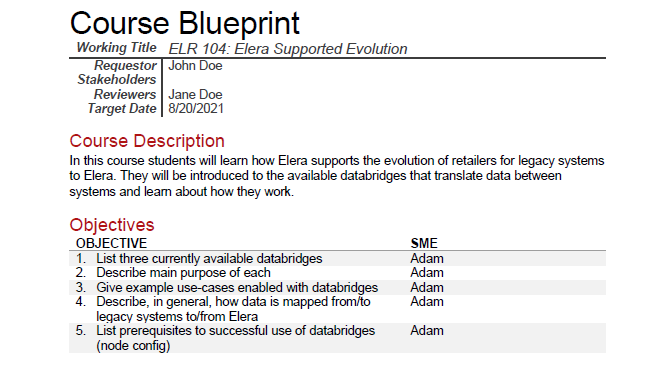 Course Blueprint
Working Title ELR 104: Elera Supported Evolution
Requestor John Doe
Stakeholders
Reviewers Jane Doe
Target Date 8/20/2021
Course Description
In this course students will learn how Elera supports the evolution of retailers for legacy systems
to Elera. They will be introduced to the available databridges that translate data between
systems and learn about how they work.
Objectives
OBJECTIVE SME
1. List three currently available databridges Adam
2. Describe main purpose of each Adam
3. Give example use-cases enabled with databridges Adam
4. Describe, in general, how data is mapped from/to Adam
legacy systems to/from Elera
5. List prerequisites to successful use of databridges Adam
(node config)